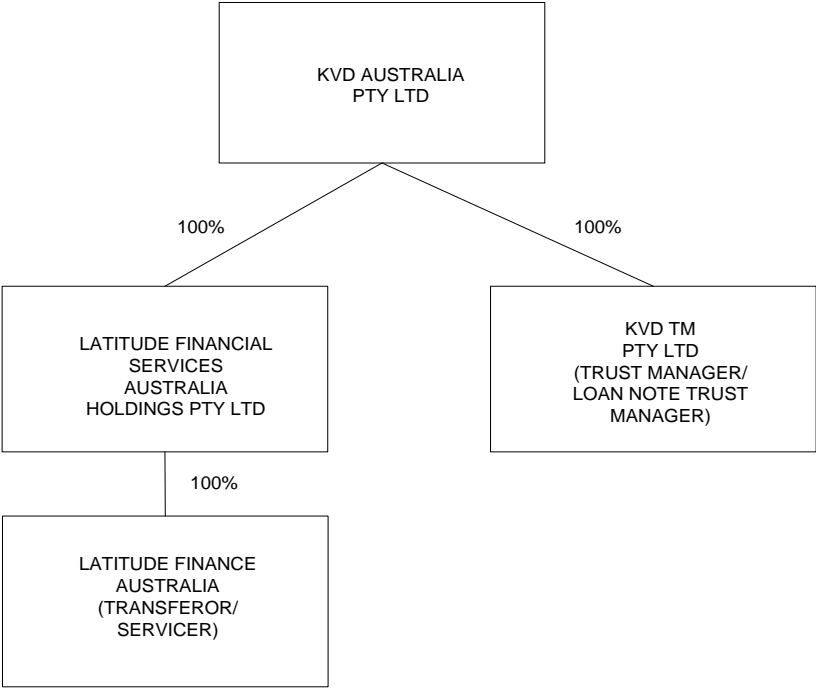 KVD AUSTRALIA
PTY LTD
100%
100%
LATITUDE FINANCIAL
SERVICES
AUSTRALIA
HOLDINGS PTY LTD
KVD TM
PTY LTD
(TRUST MANAGER/
LOAN NOTE TRUST
MANAGER)
100%
LATITUDE FINANCE
AUSTRALIA
(TRANSFEROR/
SERVICER)